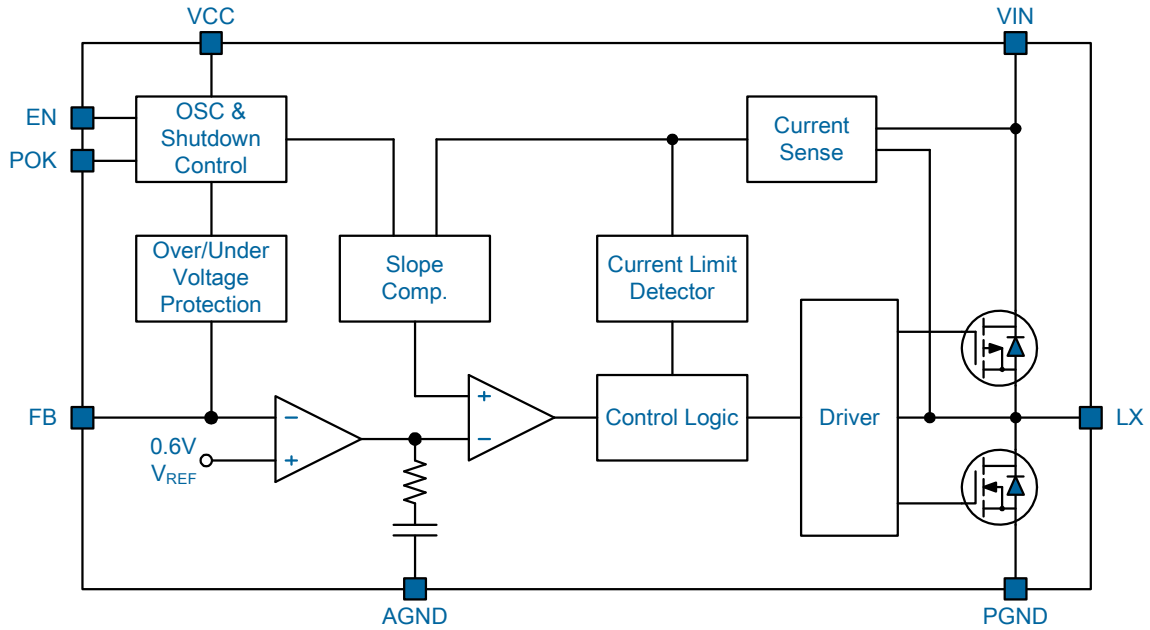 VCC
VIN
EN
POK
OSC &
Shutdown
Control
Current
Sense
Over/Under
Voltage
Protection
Slope
Comp.
Current Limit
Detector
FB
−
+
0.6V
VREF
+
−
Control Logic
Driver
LX
AGND
PGND